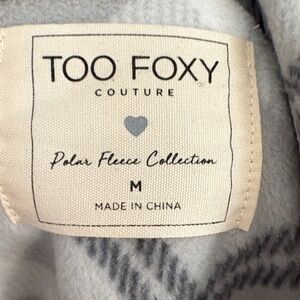 TOO FOXY
COUTURE
Polar Fleece Collection
M
MADE IN CHINA